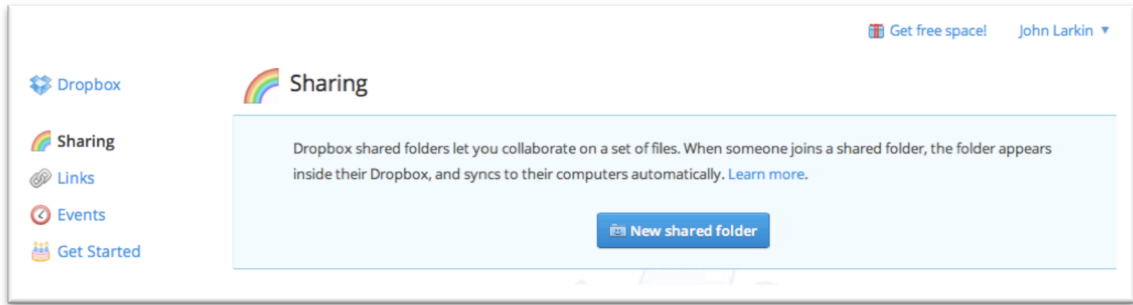 Get free space! John Larkin
Dropbox
Sharing
Links
Events
Get Started
Sharing
Dropbox shared folders let you collaborate on a set of files. When someone joins a shared folder, the folder appears
inside their Dropbox, and syncs to their computers automatically. Learn more.
New shared folder